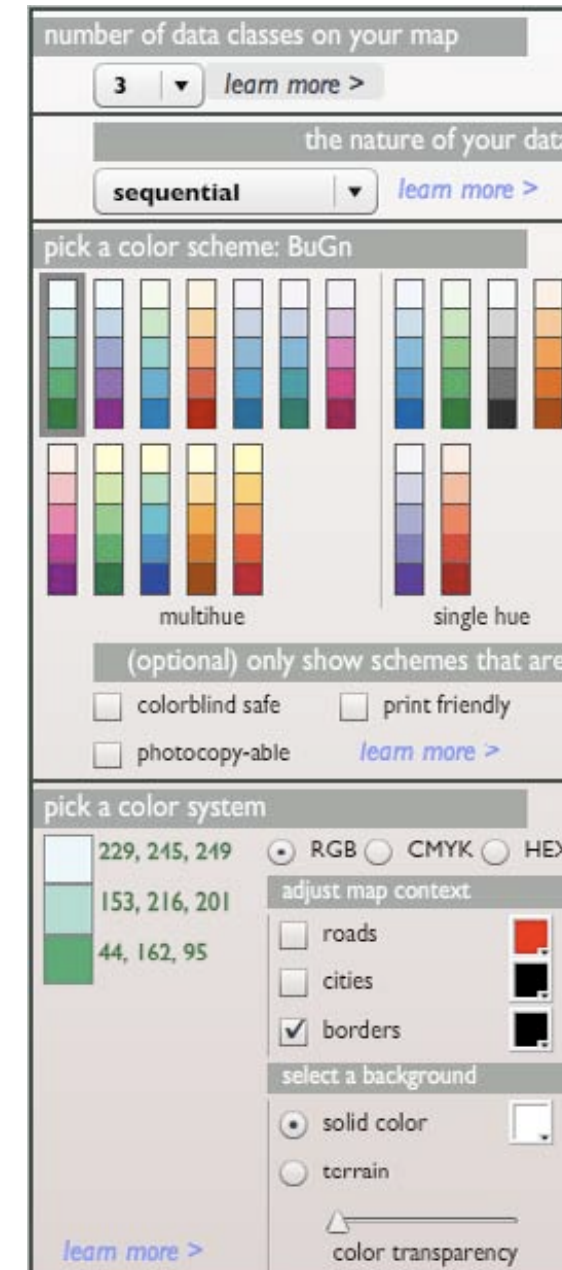 number of data classes on your map
3 learn more >
the nature of your data
sequential learn more >
pick a color scheme: BuGn
multihue single hue
(optional) only show schemes that are
colorblind safe print friendly
photocopy-able learn more >
pick a color system
229, 245, 249 RGB CMYK HEX
adjust map context
153, 216, 201
roads
44, 162, 95
cities
borders
select a background
solid color
terrain
learn more > color transparency